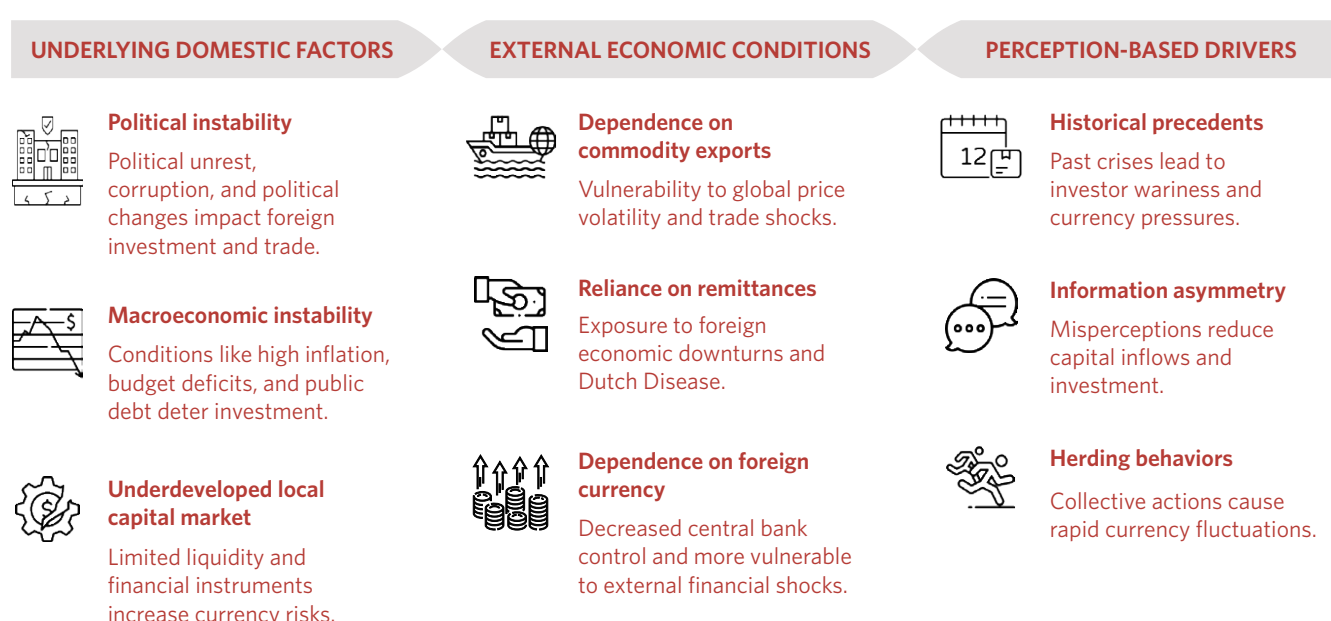 UNDERLYING DOMESTIC FACTORS
Political instability
Political unrest,
corruption, and political
changes impact foreign
investment and trade.
$
Macroeconomic instability
Conditions like high inflation,
budget deficits, and public
debt deter investment.
$
Underdeveloped local
capital market
Limited liquidity and
financial instruments
increase currency risks.
EXTERNAL ECONOMIC CONDITIONS
Dependence on
commodity exports
Vulnerability to global price
volatility and trade shocks.
Reliance on remittances
Exposure to foreign
economic downturns and
Dutch Disease.
Dependence on foreign
currency
Decreased central bank
control and more vulnerable
to external financial shocks.
PERCEPTION-BASED DRIVERS
12
Historical precedents
Past crises lead to
investor wariness and
currency pressures.
Information asymmetry
Misperceptions reduce
capital inflows and
investment.
Herding behaviors
Collective actions cause
rapid currency fluctuations.